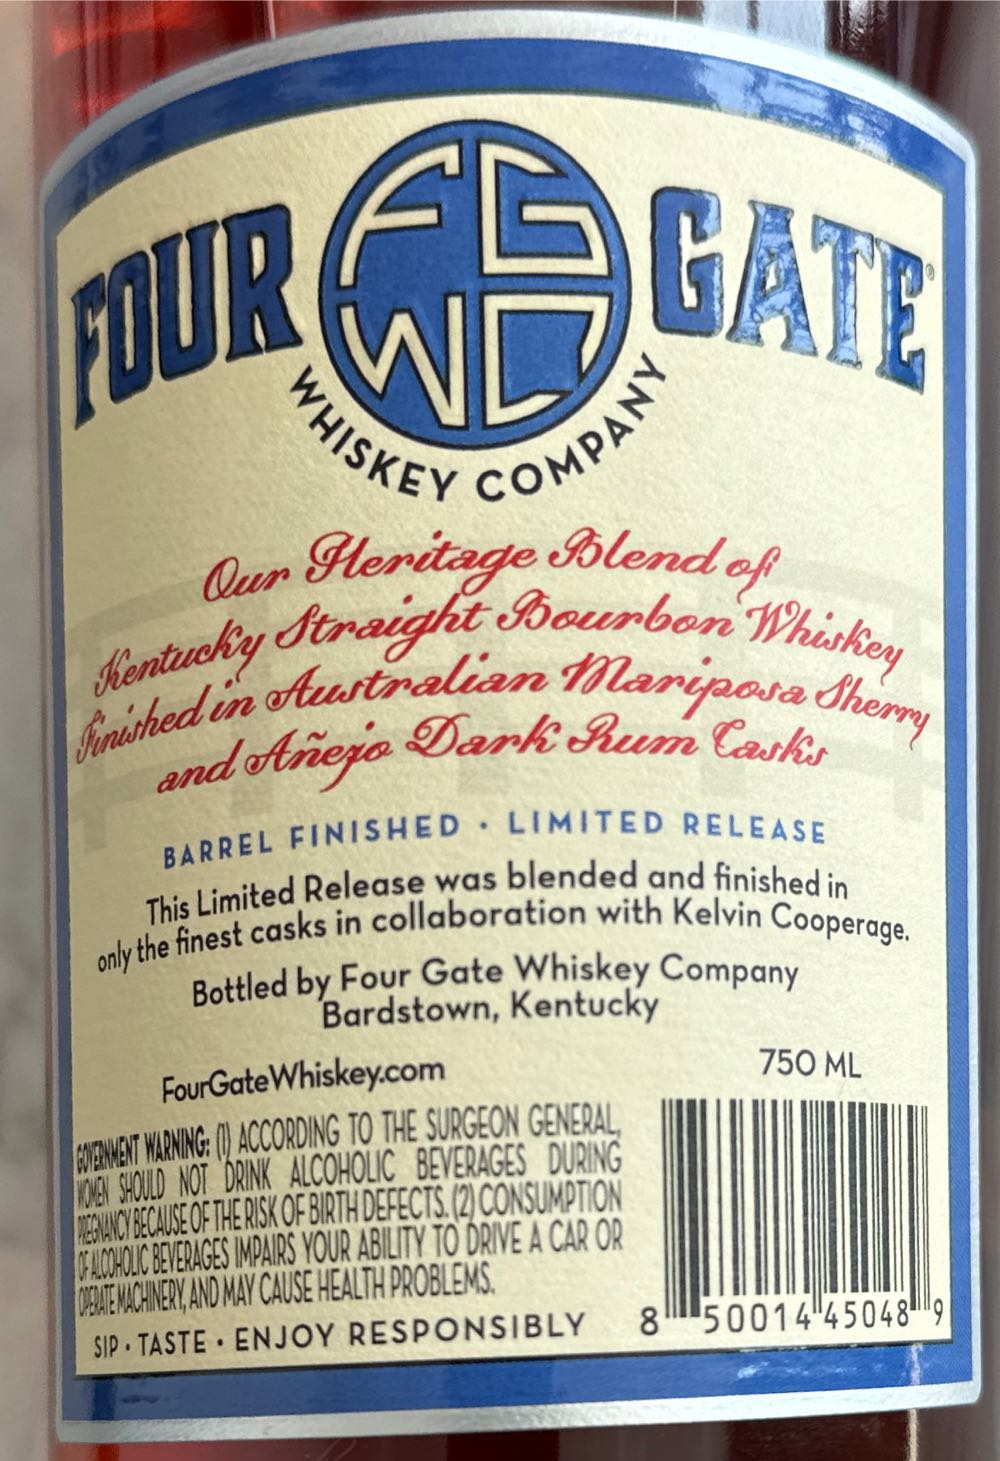 FOUR FG WC GATE®
WHISKEY COMPANY
Our Heritage Blend of
Kentucky Straight Bourbon Whiskey
Finished in Australian Mariposa Sherry
and Añejo Dark Rum Casks
BARREL FINISHED · LIMITED RELEASE
This Limited Release was blended and finished in
only the finest casks in collaboration with Kelvin Cooperage.
Bottled by Four Gate Whiskey Company
Bardstown, Kentucky
FourGateWhiskey.com
750 ML
GOVERNMENT WARNING: (1) ACCORDING TO THE SURGEON GENERAL,
WOMEN SHOULD NOT DRINK ALCOHOLIC BEVERAGES DURING
PREGNANCY BECAUSE OF THE RISK OF BIRTH DEFECTS. (2) CONSUMPTION
OF ALCOHOLIC BEVERAGES IMPAIRS YOUR ABILITY TO DRIVE A CAR OR
OPERATE MACHINERY, AND MAY CAUSE HEALTH PROBLEMS.
SIP · TASTE · ENJOY RESPONSIBLY
8 50014 45048 9